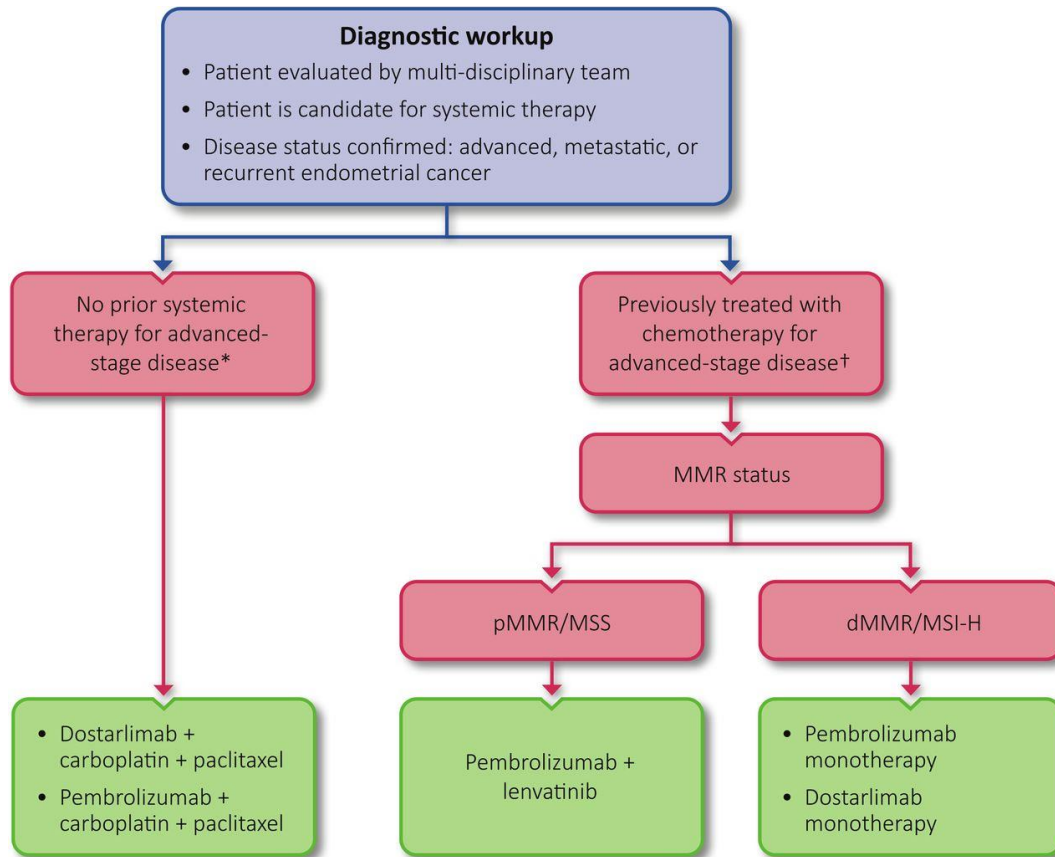 Diagnostic workup
• Patient evaluated by multi-disciplinary team
• Patient is candidate for systemic therapy
• Disease status confirmed: advanced, metastatic, or
recurrent endometrial cancer
No prior systemic
therapy for advanced-
stage disease*
Previously treated with
chemotherapy for
advanced-stage disease†
MMR status
pMMR/MSS
dMMR/MSI-H
• Dostarlimab +
carboplatin + paclitaxel
• Pembrolizumab +
carboplatin + paclitaxel
Pembrolizumab +
lenvatinib
• Pembrolizumab
monotherapy
• Dostarlimab
monotherapy